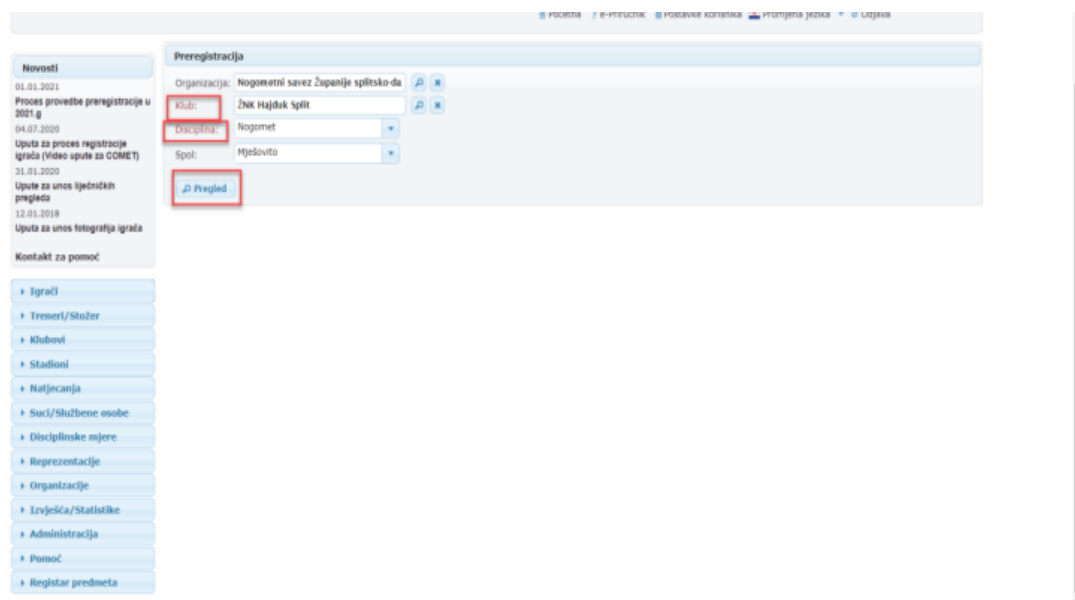 Početna ? e-Priručnik Postavke korisnika Promjena jezika Odjava
Novosti
01.01.2021
Proces provedbe preregistracije u
2021.g
04.07.2020
Uputa za proces registracije
igrača (Video upute za COMET)
31.01.2020
Upute za unos liječničkih
pregleda
12.01.2018
Uputa za unos fotografija igrača
Kontakt za pomoć
Igrači
Treneri/Stožer
Klubovi
Stadioni
Natjecanja
Suci/Službene osobe
Disciplinske mjere
Reprezentacije
Organizacije
Izvješća/Statistike
Administracija
Pomoć
Registar predmeta
Preregistracija
Organizacija: Nogometni savez Županije splitsko-da
Klub: ŽNK Hajduk Split
Disciplina: Nogomet
Spol: Mješovito
Pregled